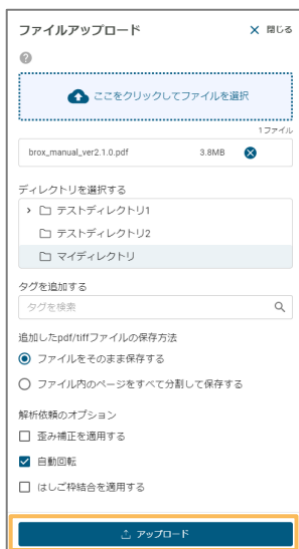 ファイルアップロード
閉じる
ここをクリックしてファイルを選択
1ファイル
brox_manual_ver2.1.0.pdf 3.8MB
ディレクトリを選択する
テストディレクトリ1
テストディレクトリ2
マイディレクトリ
タグを追加する
タグを検索
追加したpdf/tiffファイルの保存方法
ファイルをそのまま保存する
ファイル内のページをすべて分割して保存する
解析依頼のオプション
歪み補正を適用する
自動回転
はしご枠結合を適用する
アップロード